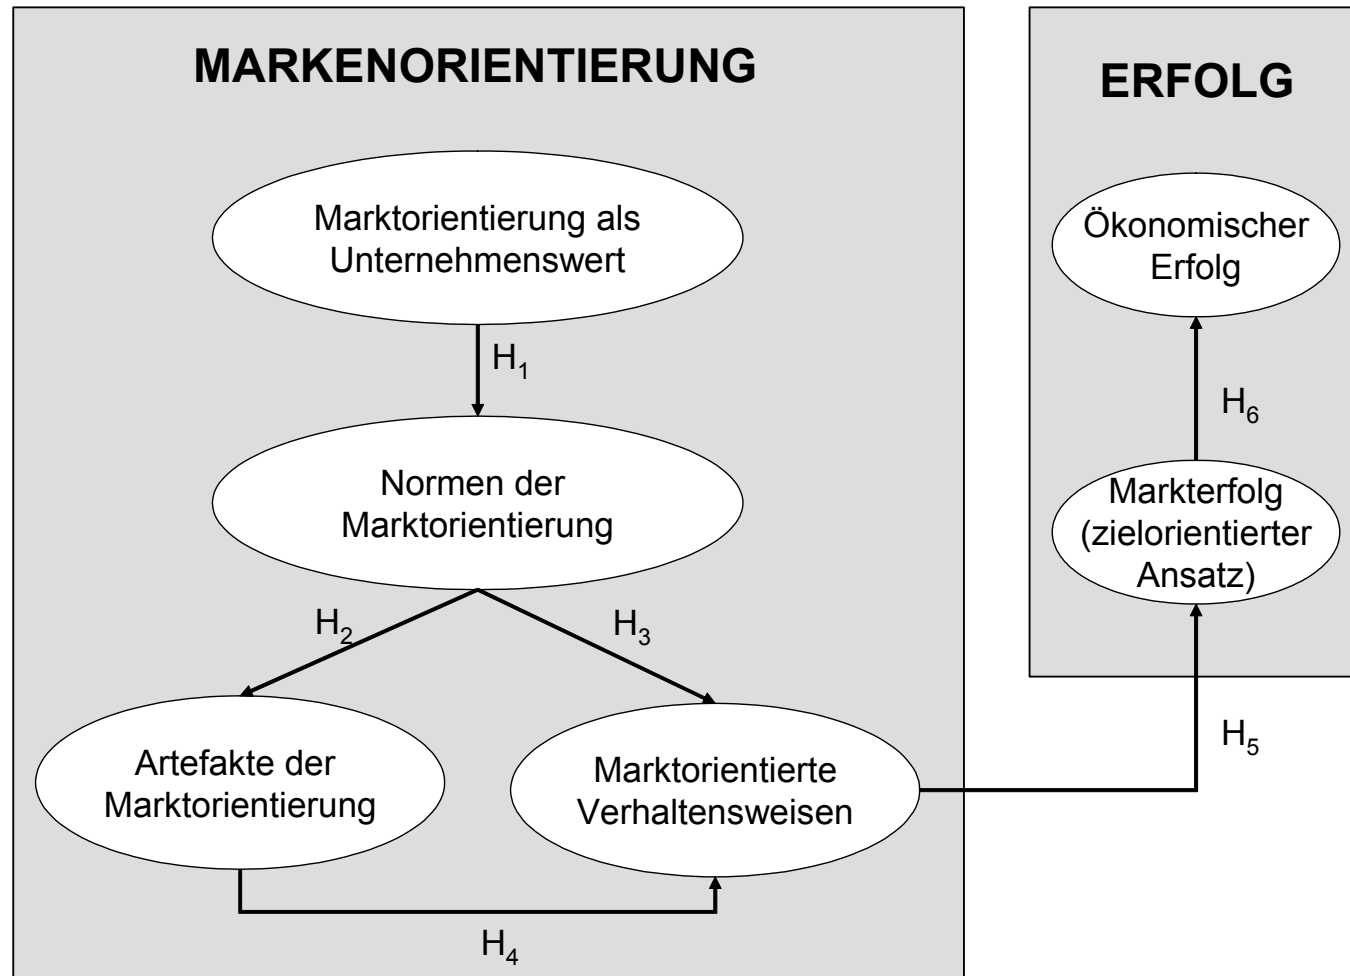 MARKENORIENTIERUNG
Marktorientierung als
Unternehmenswert
H1
Normen der
Marktorientierung
H2
H3
Artefakte der
Marktorientierung
Marktorientierte
Verhaltensweisen
H4
ERFOLG
Ökonomischer
Erfolg
H6
Markterfolg
(zielorientierter
Ansatz)
H5